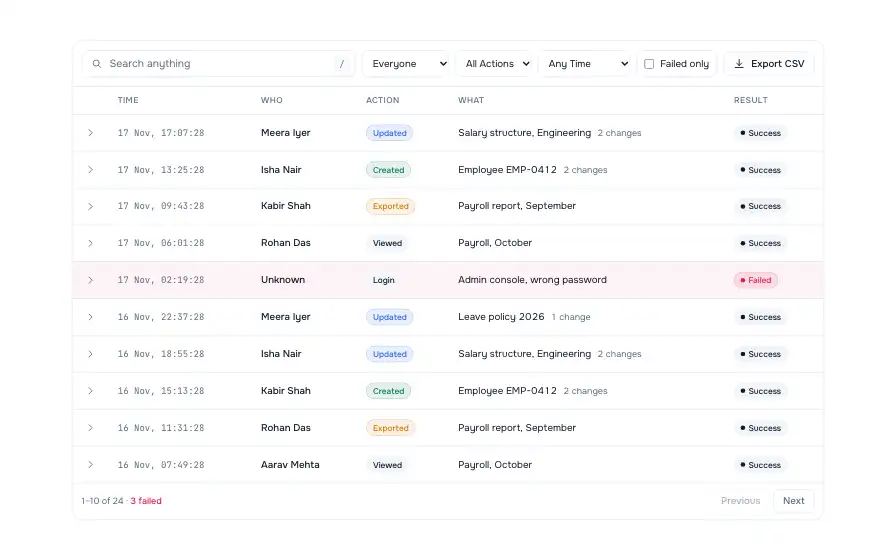 Search anything / Everyone All Actions Any Time Failed only Export CSV
TIME WHO ACTION WHAT RESULT
17 Nov, 17:07:28 Meera Iyer Updated Salary structure, Engineering 2 changes Success
17 Nov, 13:25:28 Isha Nair Created Employee EMP-0412 2 changes Success
17 Nov, 09:43:28 Kabir Shah Exported Payroll report, September Success
17 Nov, 06:01:28 Rohan Das Viewed Payroll, October Success
17 Nov, 02:19:28 Unknown Login Admin console, wrong password Failed
16 Nov, 22:37:28 Meera Iyer Updated Leave policy 2026 1 change Success
16 Nov, 18:55:28 Isha Nair Updated Salary structure, Engineering 2 changes Success
16 Nov, 15:13:28 Kabir Shah Created Employee EMP-0412 2 changes Success
16 Nov, 11:31:28 Rohan Das Exported Payroll report, September Success
16 Nov, 07:49:28 Aarav Mehta Viewed Payroll, October Success
1–10 of 24 · 3 failed Previous Next